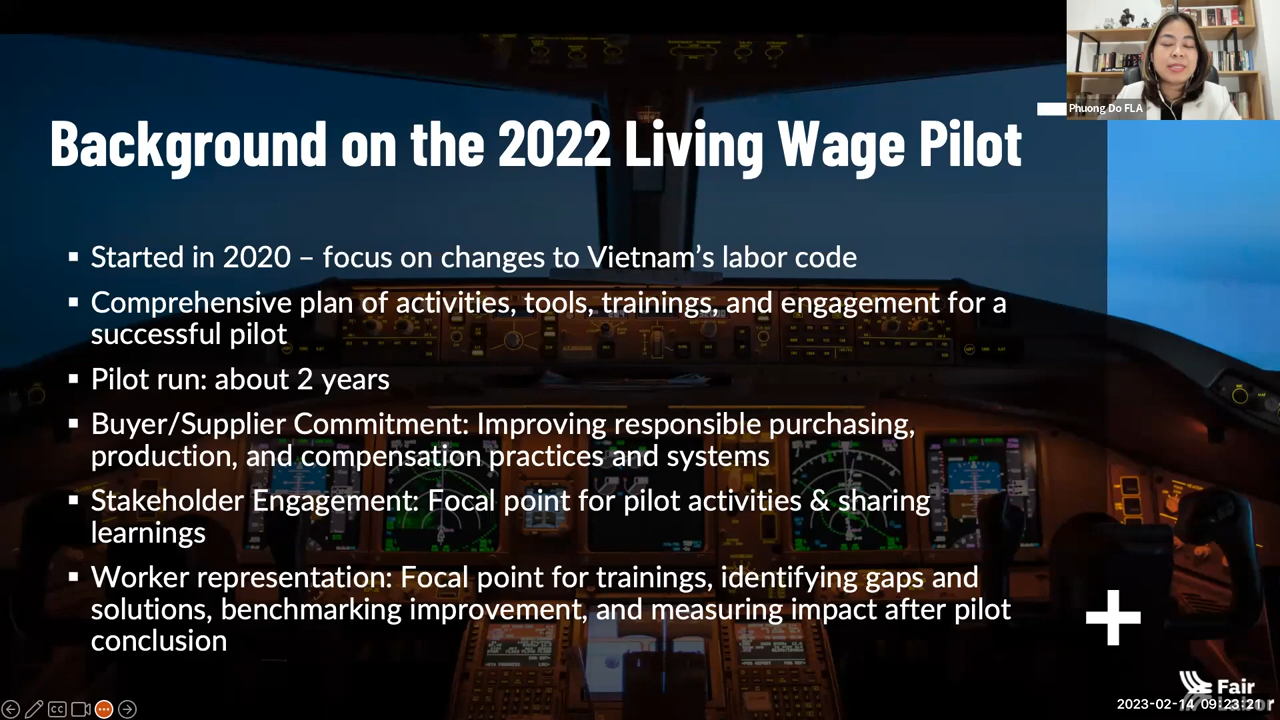 Phuong Do FLA
Background on the 2022 Living Wage Pilot
▪ Started in 2020 – focus on changes to Vietnam's labor code
▪ Comprehensive plan of activities, tools, trainings, and engagement for a
successful pilot
▪ Pilot run: about 2 years
▪ Buyer/Supplier Commitment: Improving responsible purchasing,
production, and compensation practices and systems
▪ Stakeholder Engagement: Focal point for pilot activities & sharing
learnings
▪ Worker representation: Focal point for trainings, identifying gaps and
solutions, benchmarking improvement, and measuring impact after pilot
conclusion
Fair
Labor
2023-02-14 09:23:21